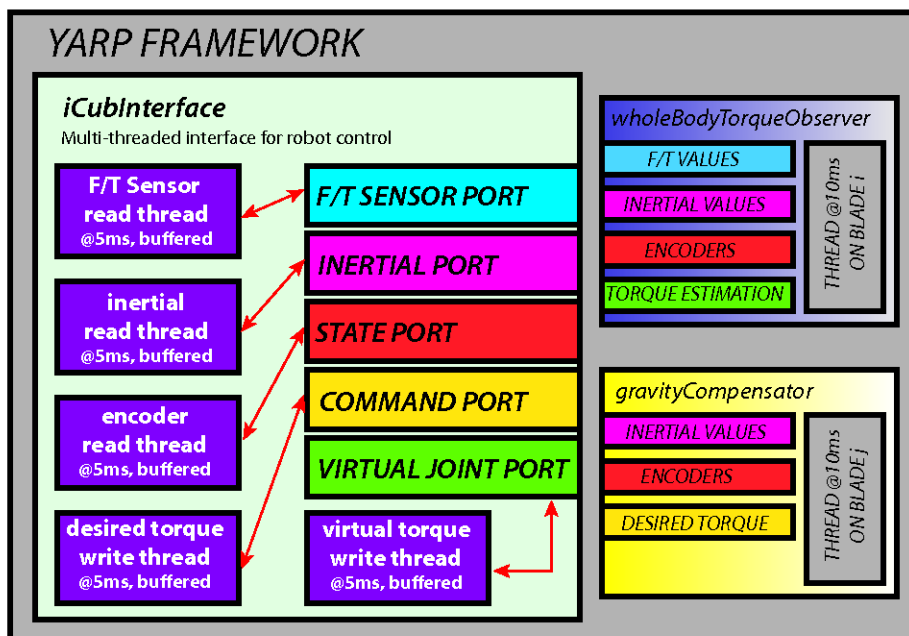 YARP FRAMEWORK
iCubInterface
Multi-threaded interface for robot control
F/T Sensor
read thread
@5ms, buffered
inertial
read thread
@5ms, buffered
encoder
read thread
@5ms, buffered
desired torque
write thread
@5ms, buffered
F/T SENSOR PORT
INERTIAL PORT
STATE PORT
COMMAND PORT
VIRTUAL JOINT PORT
virtual torque
write thread
@5ms, buffered
wholeBodyTorqueObserver
F/T VALUES
INERTIAL VALUES
ENCODERS
TORQUE ESTIMATION
THREAD @10ms
ON BLADE i
gravityCompensator
INERTIAL VALUES
ENCODERS
DESIRED TORQUE
THREAD @10ms
ON BLADE j